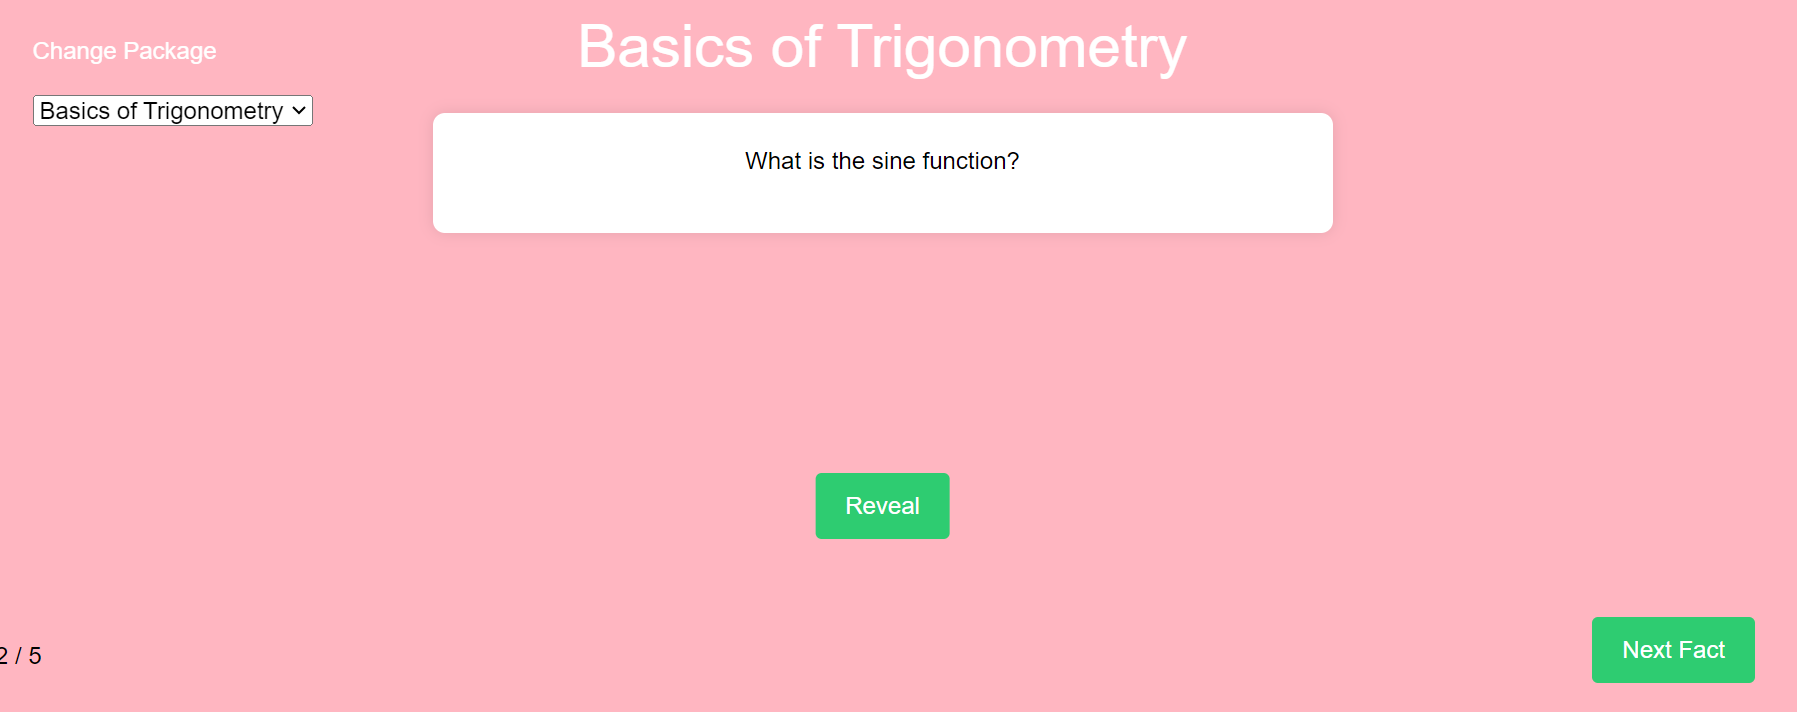 Basics of Trigonometry
Change Package
Basics of Trigonometry
What is the sine function?
Reveal
2 / 5
Next Fact